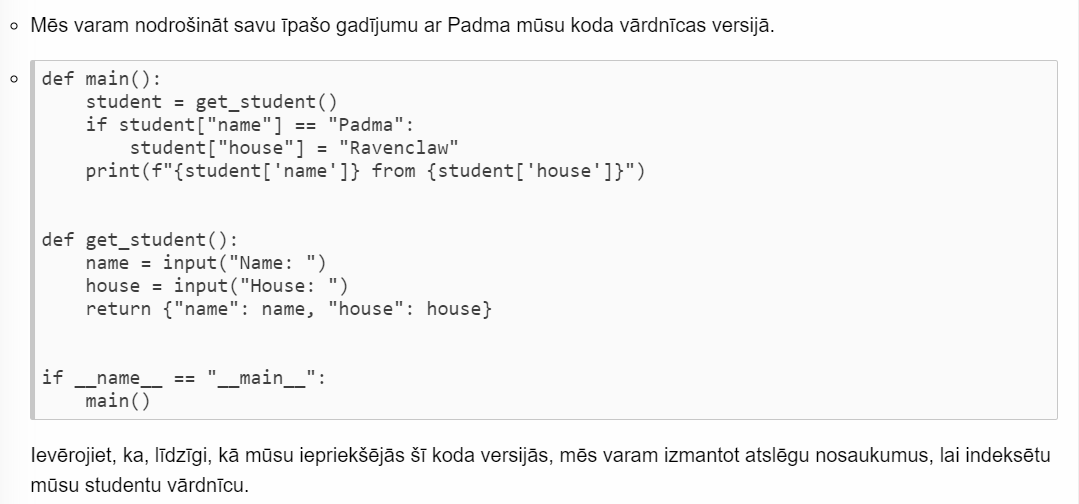 Mēs varam nodrošināt savu īpašo gadījumu ar Padma mūsu koda vārdnīcas versijā.
def main():
    student = get_student()
    if student["name"] == "Padma":
        student["house"] = "Ravenclaw"
    print(f"{student['name']} from {student['house']}")
def get_student():
    name = input("Name: ")
    house = input("House: ")
    return {"name": name, "house": house}
if __name__ == "__main__":
    main()
Ievērojiet, ka, līdzīgi, kā mūsu iepriekšējās šī koda versijās, mēs varam izmantot atslēgu nosaukumus, lai indeksētu
mūsu studentu vārdnīcu.